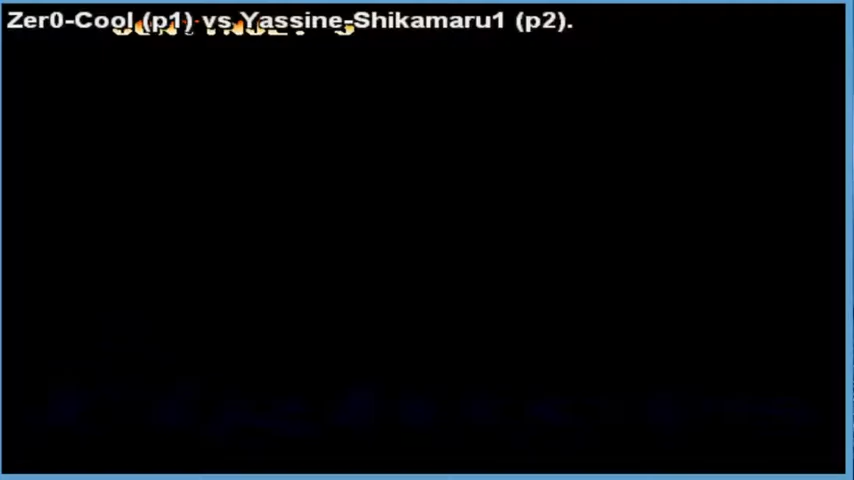 Zer0-Cool (p1) vs Yassine-Shikamaru1 (p2).